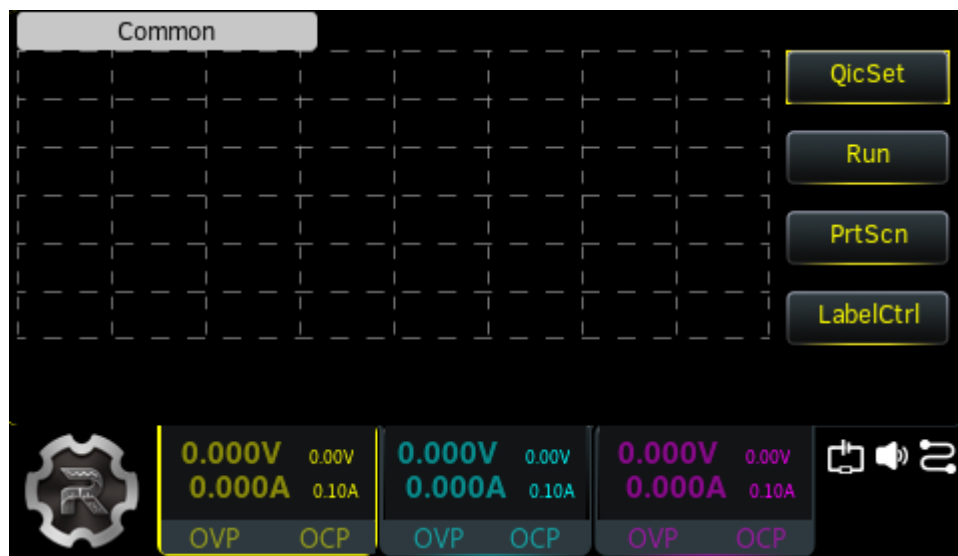 Common
QicSet
Run
PrtScn
LabelCtrl
0.000V 0.00V 0.000V 0.00V 0.000V 0.00V
0.000A 0.10A 0.000A 0.10A 0.000A 0.10A
OVP OCP OVP OCP OVP OCP